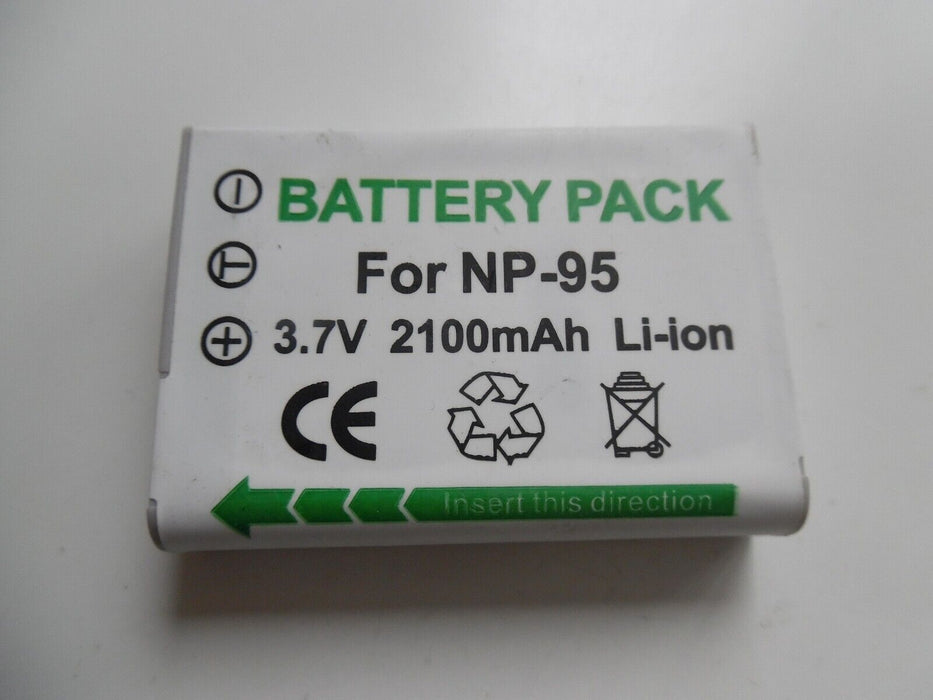 BATTERY PACK
For NP-95
3.7V 2100mAh Li-ion
CE
Insert this direction